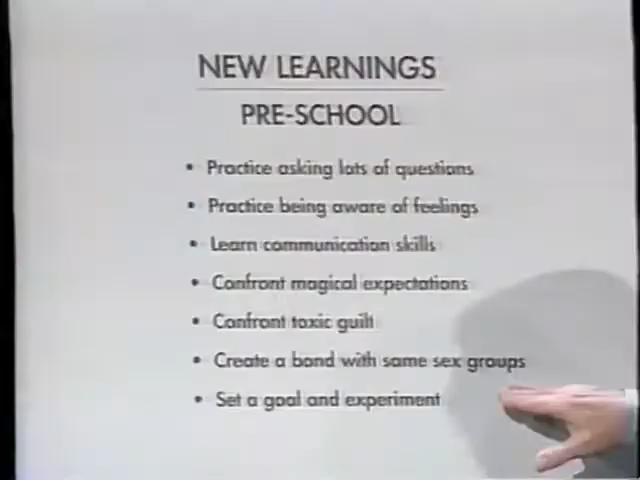 NEW LEARNINGS
PRE-SCHOOL
• Practice asking lots of questions
• Practice being aware of feelings
• Learn communication skills
• Confront magical expectations
• Confront toxic guilt
• Create a bond with same sex groups
• Set a goal and experiment